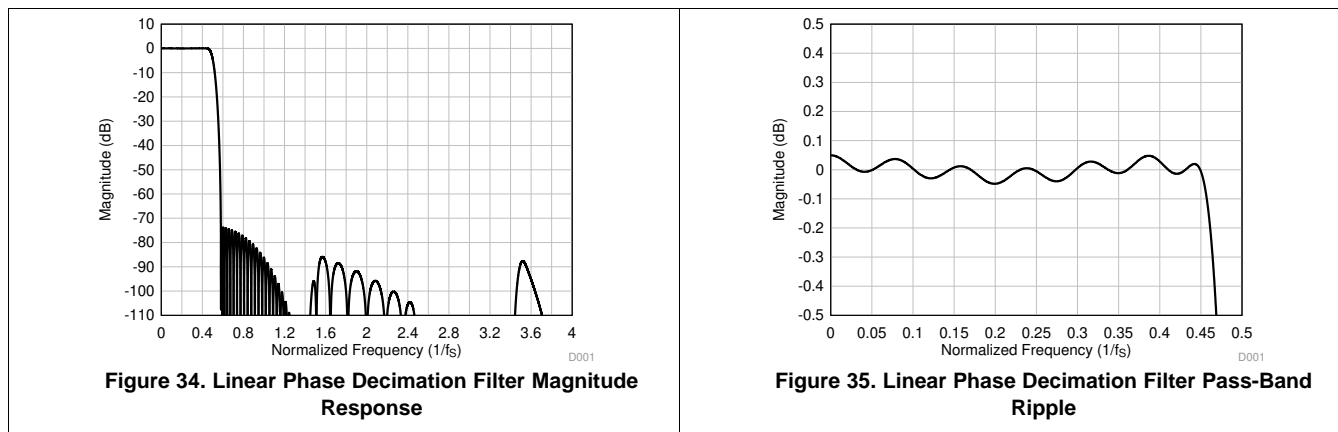 10
0
-10
-20
-30
-40
-50
-60
-70
-80
-90
-100
-110
Magnitude (dB)
0 0.4 0.8 1.2 1.6 2 2.4 2.8 3.2 3.6 4
Normalized Frequency (1/fS)
D001
Figure 34. Linear Phase Decimation Filter Magnitude
Response
0.5
0.4
0.3
0.2
0.1
0
-0.1
-0.2
-0.3
-0.4
-0.5
Magnitude (dB)
0 0.05 0.1 0.15 0.2 0.25 0.3 0.35 0.4 0.45 0.5
Normalized Frequency (1/fS)
D001
Figure 35. Linear Phase Decimation Filter Pass-Band
Ripple